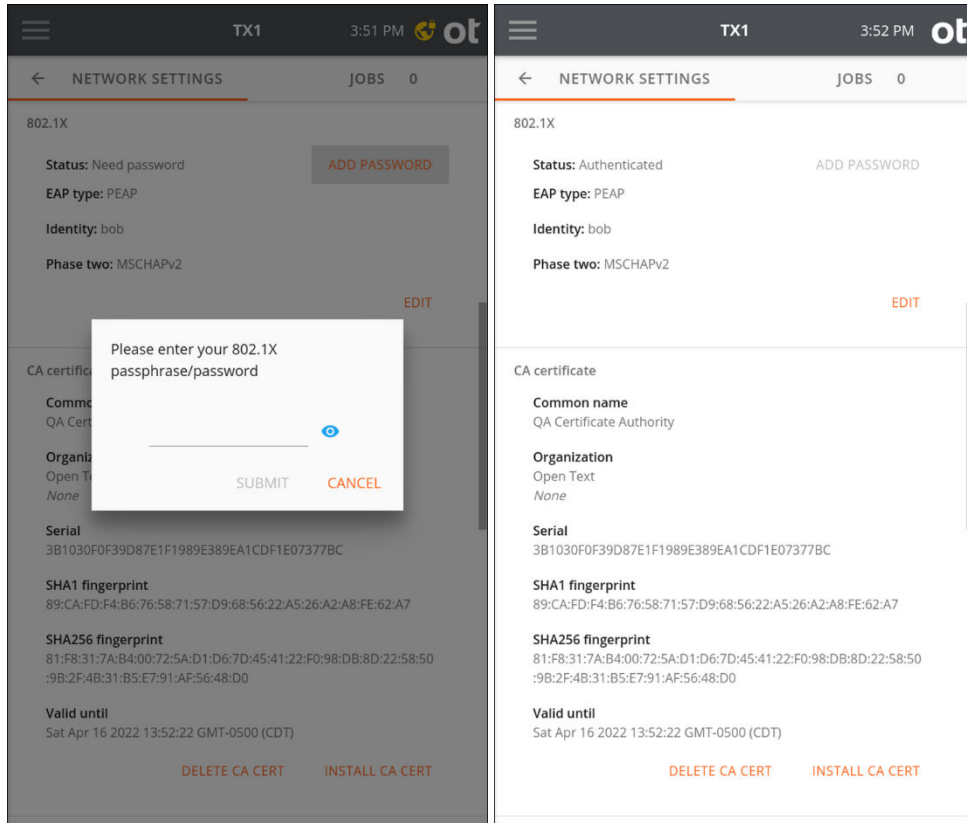 TX1 3:51 PM ot
NETWORK SETTINGS JOBS 0
802.1X
Status: Need password ADD PASSWORD
EAP type: PEAP
Identity: bob
Phase two: MSCHAPv2
EDIT
Please enter your 802.1X
passphrase/password
SUBMIT CANCEL
CA certific
Commo
QA Cert
Organiz
Open Te
None
Serial
3B1030F0F39D87E1F1989E389EA1CDF1E07377BC
SHA1 fingerprint
89:CA:FD:F4:B6:76:58:71:57:D9:68:56:22:A5:26:A2:A8:FE:62:A7
SHA256 fingerprint
81:F8:31:7A:B4:00:72:5A:D1:D6:7D:45:41:22:F0:98:DB:8D:22:58:50
:9B:2F:4B:31:B5:E7:91:AF:56:48:D0
Valid until
Sat Apr 16 2022 13:52:22 GMT-0500 (CDT)
DELETE CA CERT INSTALL CA CERT
TX1 3:52 PM ot
NETWORK SETTINGS JOBS 0
802.1X
Status: Authenticated ADD PASSWORD
EAP type: PEAP
Identity: bob
Phase two: MSCHAPv2
EDIT
CA certificate
Common name
QA Certificate Authority
Organization
Open Text
None
Serial
3B1030F0F39D87E1F1989E389EA1CDF1E07377BC
SHA1 fingerprint
89:CA:FD:F4:B6:76:58:71:57:D9:68:56:22:A5:26:A2:A8:FE:62:A7
SHA256 fingerprint
81:F8:31:7A:B4:00:72:5A:D1:D6:7D:45:41:22:F0:98:DB:8D:22:58:50
:9B:2F:4B:31:B5:E7:91:AF:56:48:D0
Valid until
Sat Apr 16 2022 13:52:22 GMT-0500 (CDT)
DELETE CA CERT INSTALL CA CERT